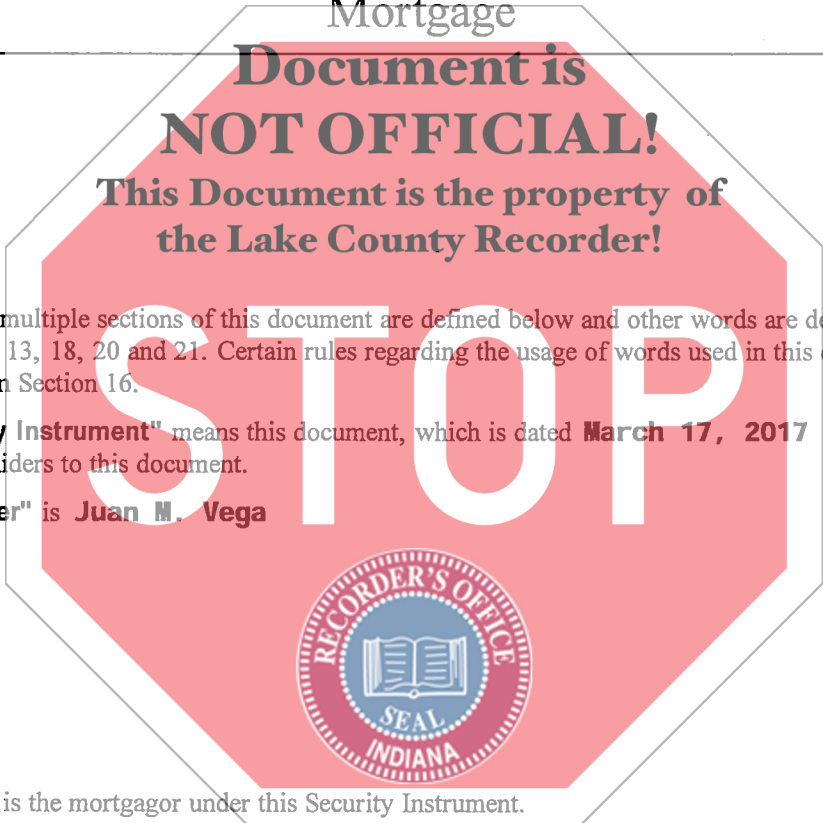 Mortgage
Document is
NOT OFFICIAL!
This Document is the property of
the Lake County Recorder!
multiple sections of this document are defined below and other words are de
13, 18, 20 and 21. Certain rules regarding the usage of words used in this
n Section 16.
y Instrument" means this document, which is dated March 17, 2017
iders to this document.
er" is Juan M. Vega
STOP
RECORDER'S OFFICE
SEAL
INDIANA
is the mortgagor under this Security Instrument.